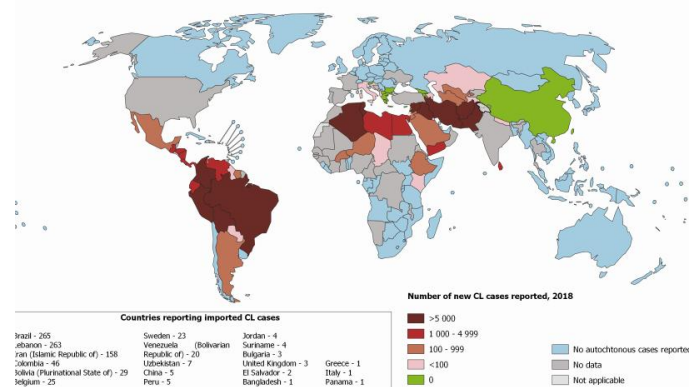 Number of new CL cases reported, 2018
>5 000
1 000 - 4 999
100 - 999
<100
0
No autochtonous cases reported
No data
Not applicable
Countries reporting imported CL cases
Brazil - 265
Lebanon - 263
Iran (Islamic Republic of) - 158
Colombia - 46
Bolivia (Plurinational State of) - 29
Belgium - 25
Sweden - 23
Venezuela (Bolivarian
Republic of) - 20
Uzbekistan - 7
China - 5
Peru - 5
Jordan - 4
Suriname - 4
Bulgaria - 3
United Kingdom - 3
El Salvador - 2
Bangladesh - 1
Greece - 1
Italy - 1
Panama - 1